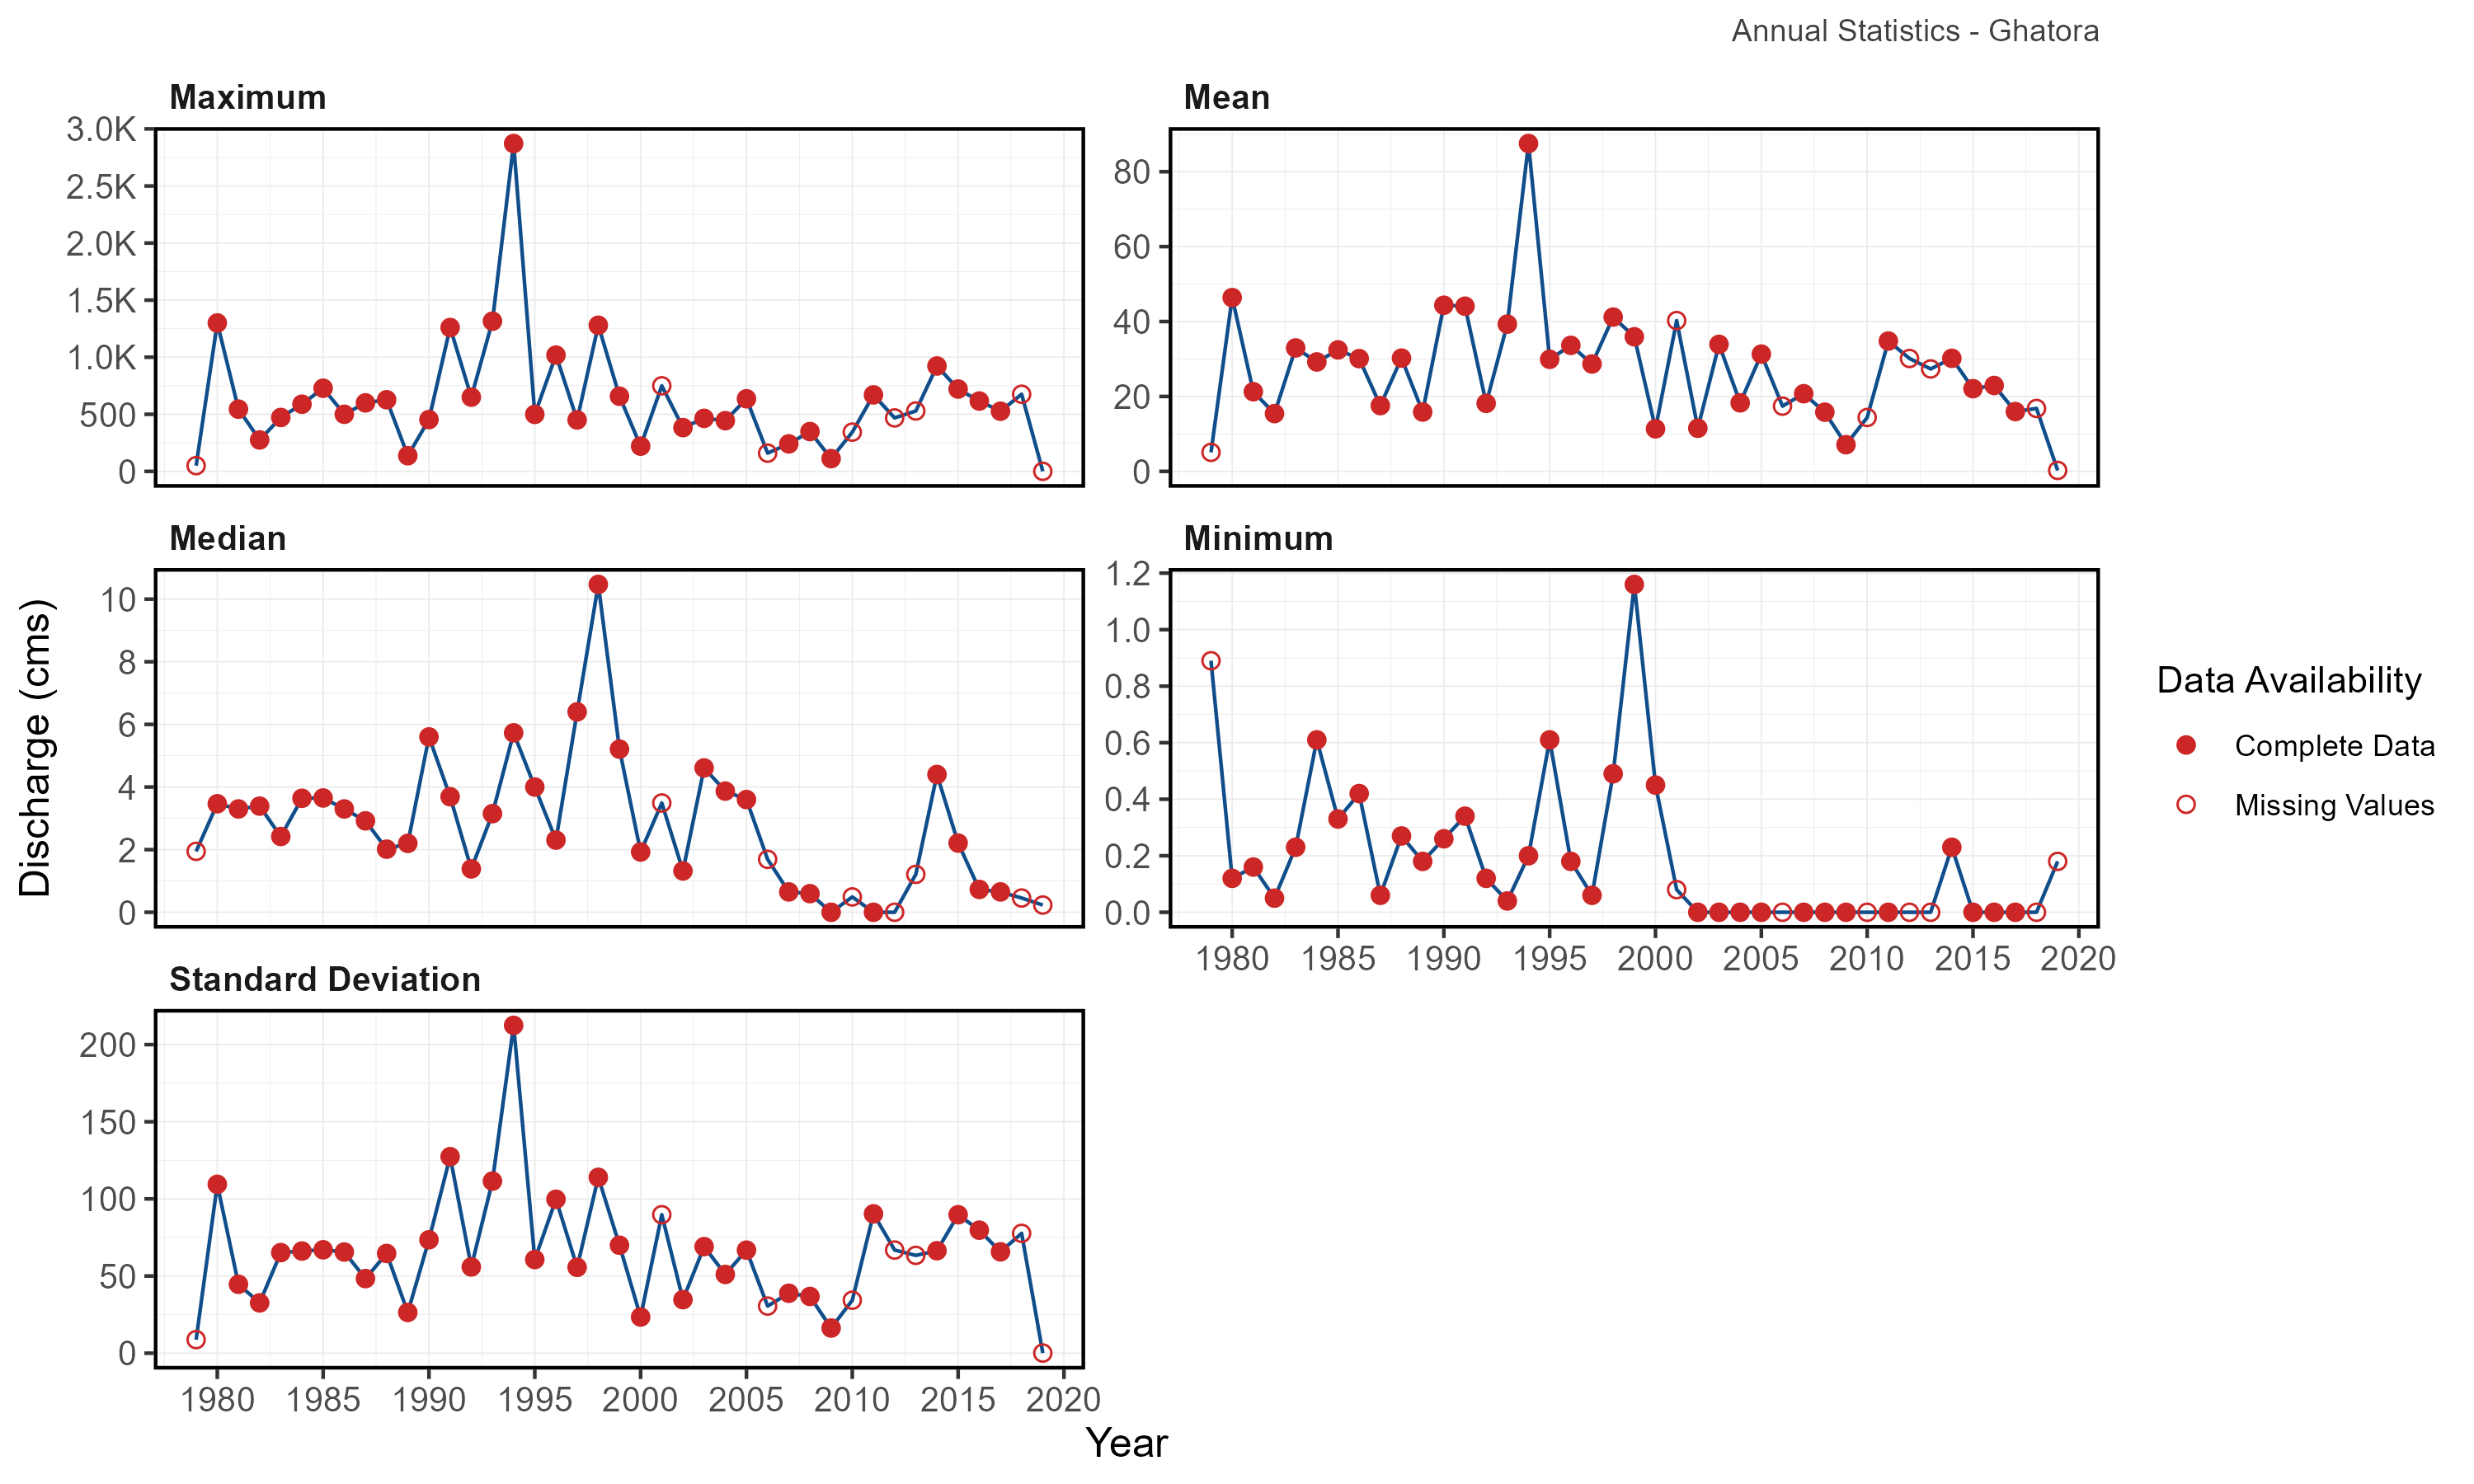 Annual Statistics - Ghatora
Maximum
3.0K
2.5K
2.0K
1.5K
1.0K
500
0
Mean
80
60
40
20
0
Discharge (cms)
Median
10
8
6
4
2
0
Minimum
1.2
1.0
0.8
0.6
0.4
0.2
0.0
1980 1985 1990 1995 2000 2005 2010 2015 2020
Data Availability
Complete Data
Missing Values
Standard Deviation
200
150
100
50
0
1980 1985 1990 1995 2000 2005 2010 2015 2020
Year